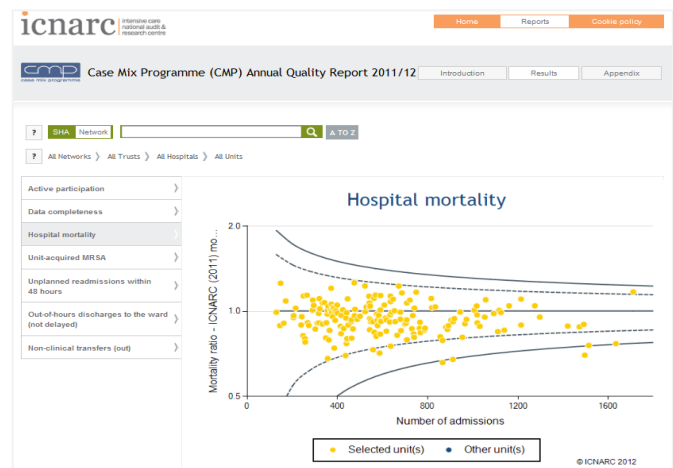 icnarc
intensive care
national audit &
research centre
Home
Reports
Cookie policy
cmp
case mix programme
Case Mix Programme (CMP) Annual Quality Report 2011/12
Introduction
Results
Appendix
?
SHA
Network
A TO Z
?
All Networks
All Trusts
All Hospitals
All Units
Active participation
Data completeness
Hospital mortality
Unit-acquired MRSA
Unplanned readmissions within
48 hours
Out-of-hours discharges to the ward
(not delayed)
Non-clinical transfers (out)
Hospital mortality
Mortality ratio - ICNARC (2011) mo...
2.0
1.0
0.5
0
400
800
1200
1600
Number of admissions
Selected unit(s)
Other unit(s)
© ICNARC 2012